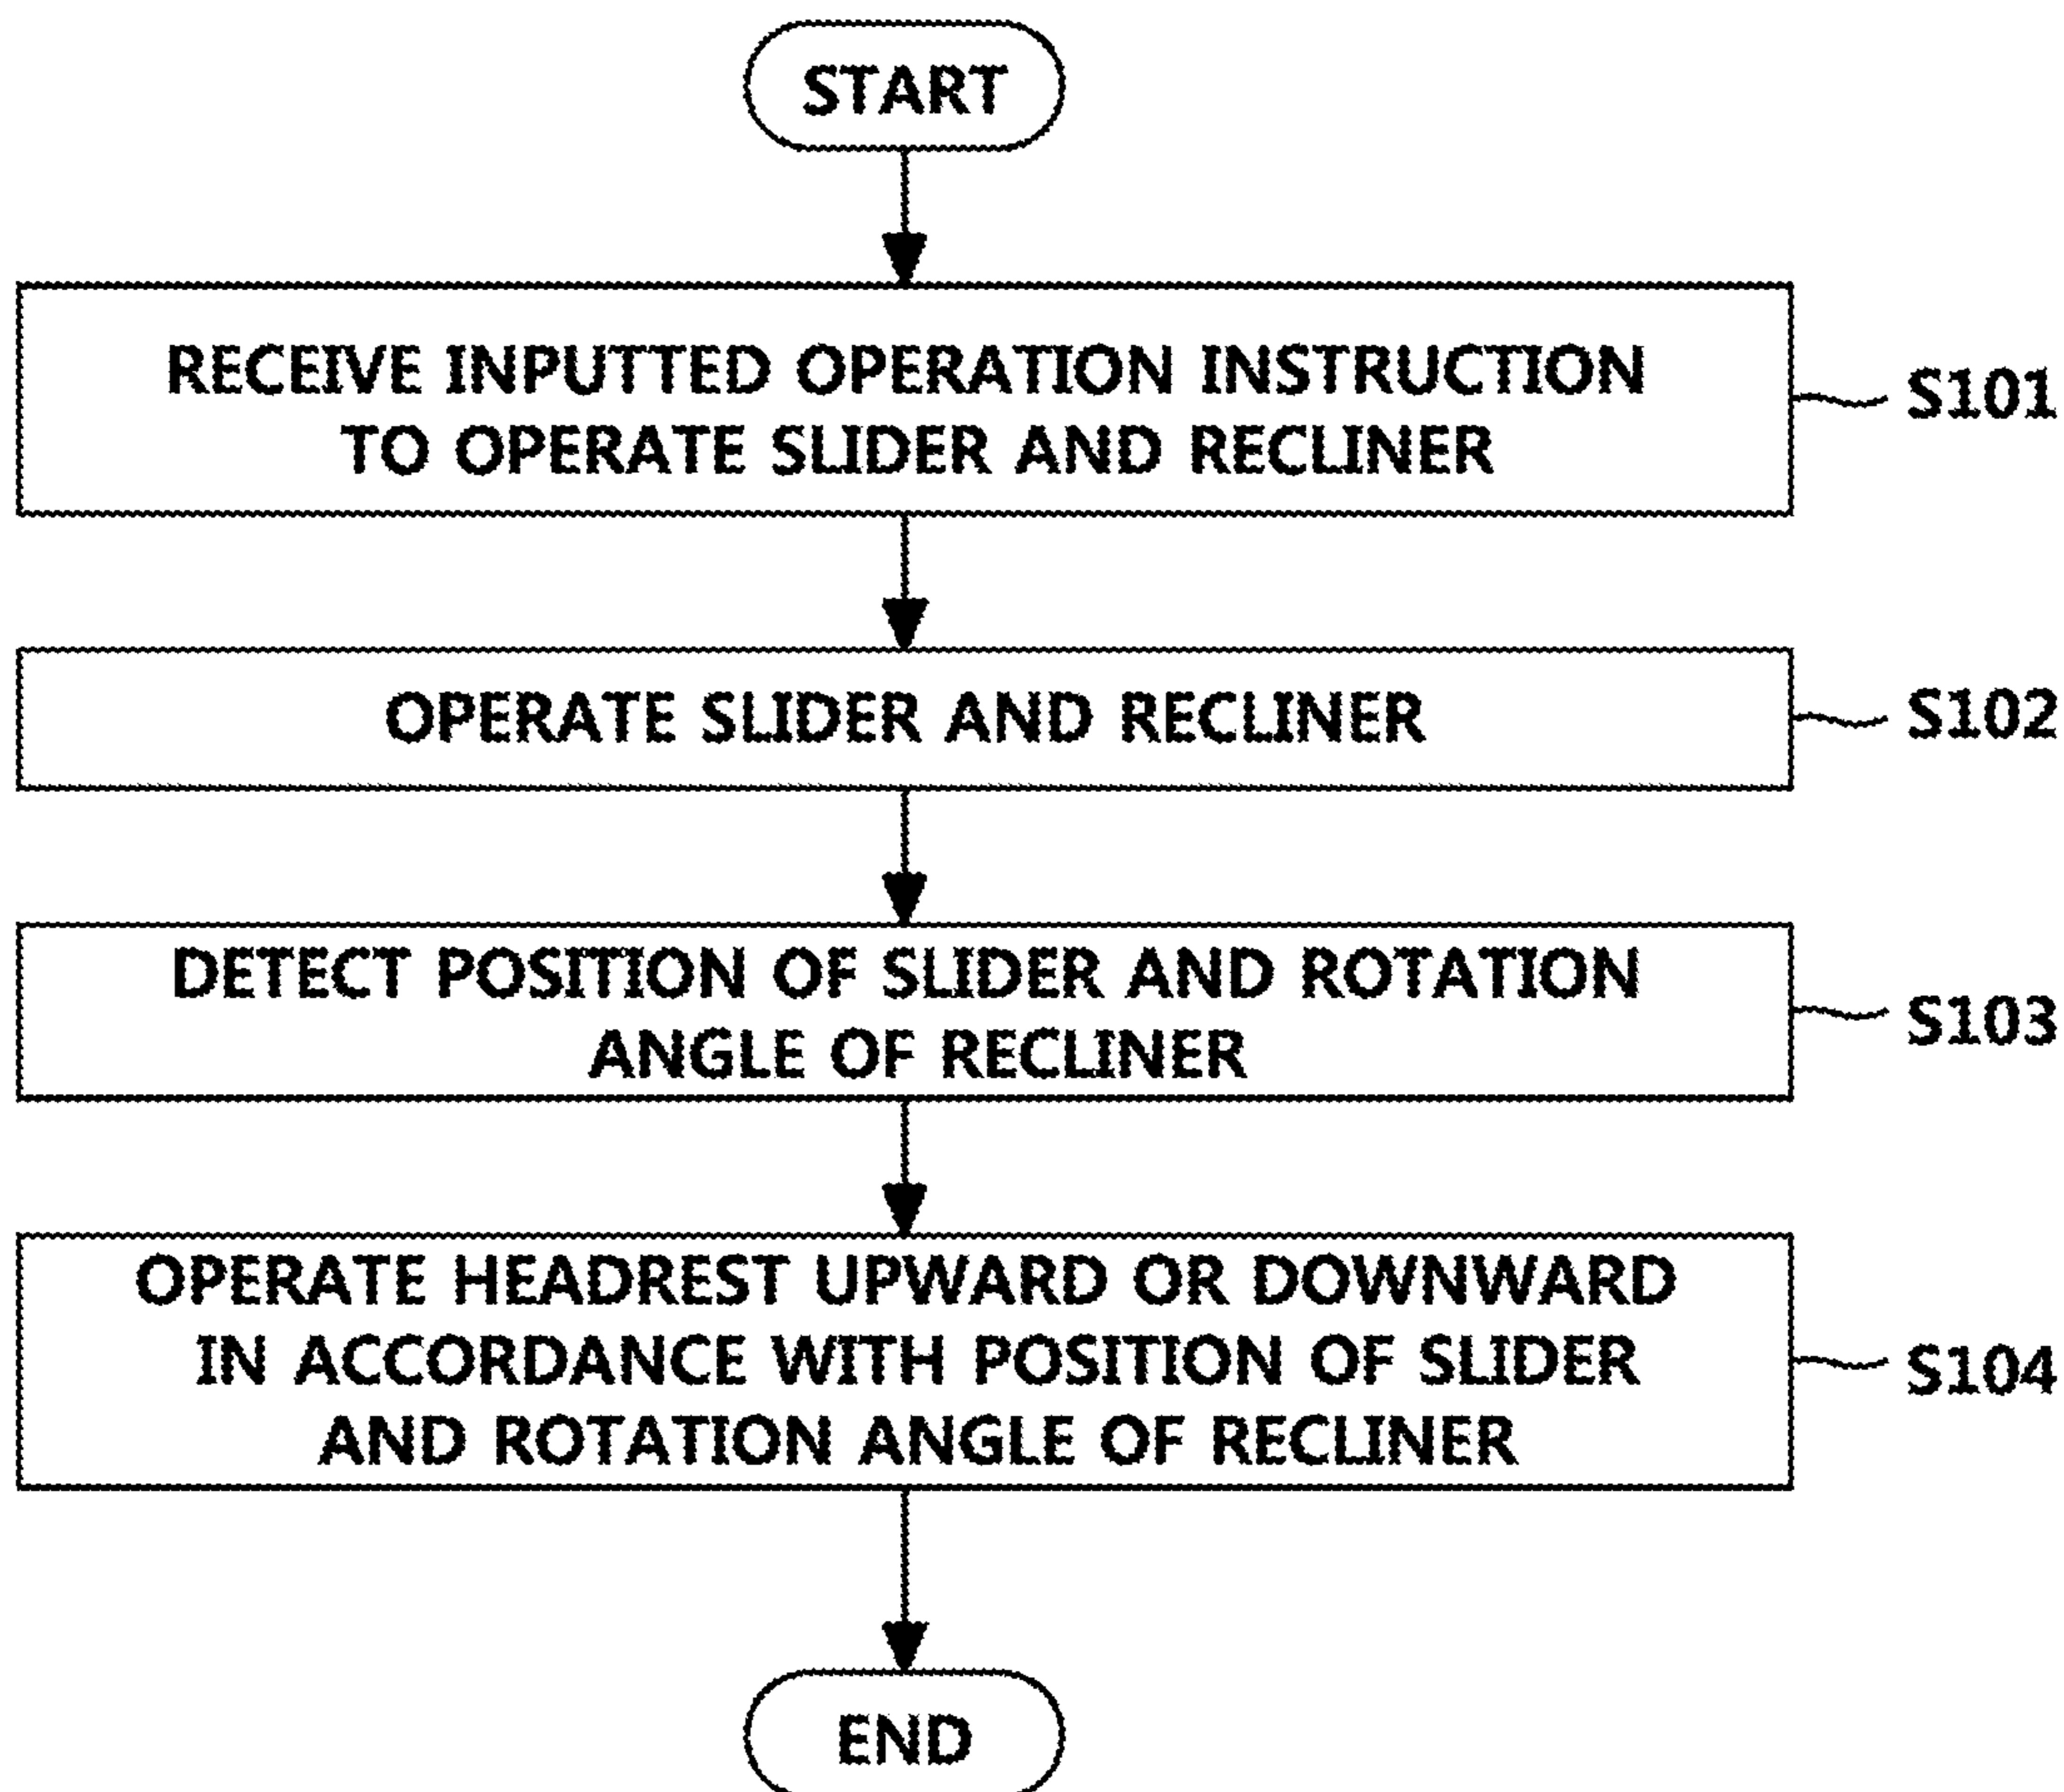 START
RECEIVE INPUTTED OPERATION INSTRUCTION
TO OPERATE SLIDER AND RECLINER
S101
OPERATE SLIDER AND RECLINER
S102
DETECT POSITION OF SLIDER AND ROTATION
ANGLE OF RECLINER
S103
OPERATE HEADREST UPWARD OR DOWNWARD
IN ACCORDANCE WITH POSITION OF SLIDER
AND ROTATION ANGLE OF RECLINER
S104
END